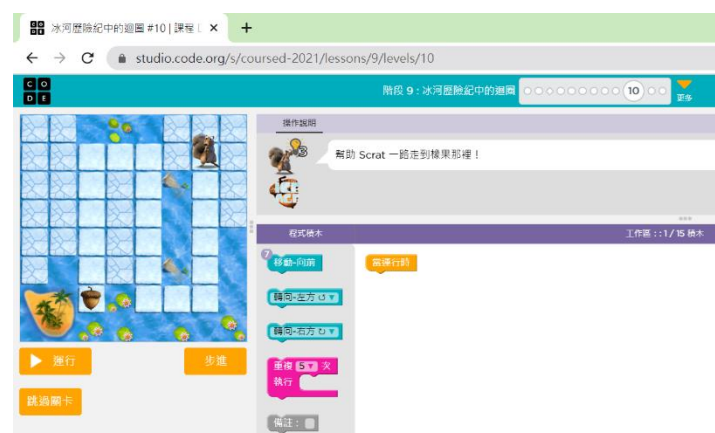 冰河歷險紀中的迴圈 #10 | 課程
studio.code.org/s/coursed-2021/lessons/9/levels/10
C O
D E
階段 9 : 冰河歷險紀中的迴圈
10
更多
操作說明
3
幫助 Scrat 一路走到橡果那裡！
程式積木
工作區 : : 1 / 15 積木
7
移動-向前
當運行時
轉向-左方 ↺ ▼
轉向-右方 ↻ ▼
重複 5 ▼ 次
執行
運行
步進
跳過關卡
備註 :